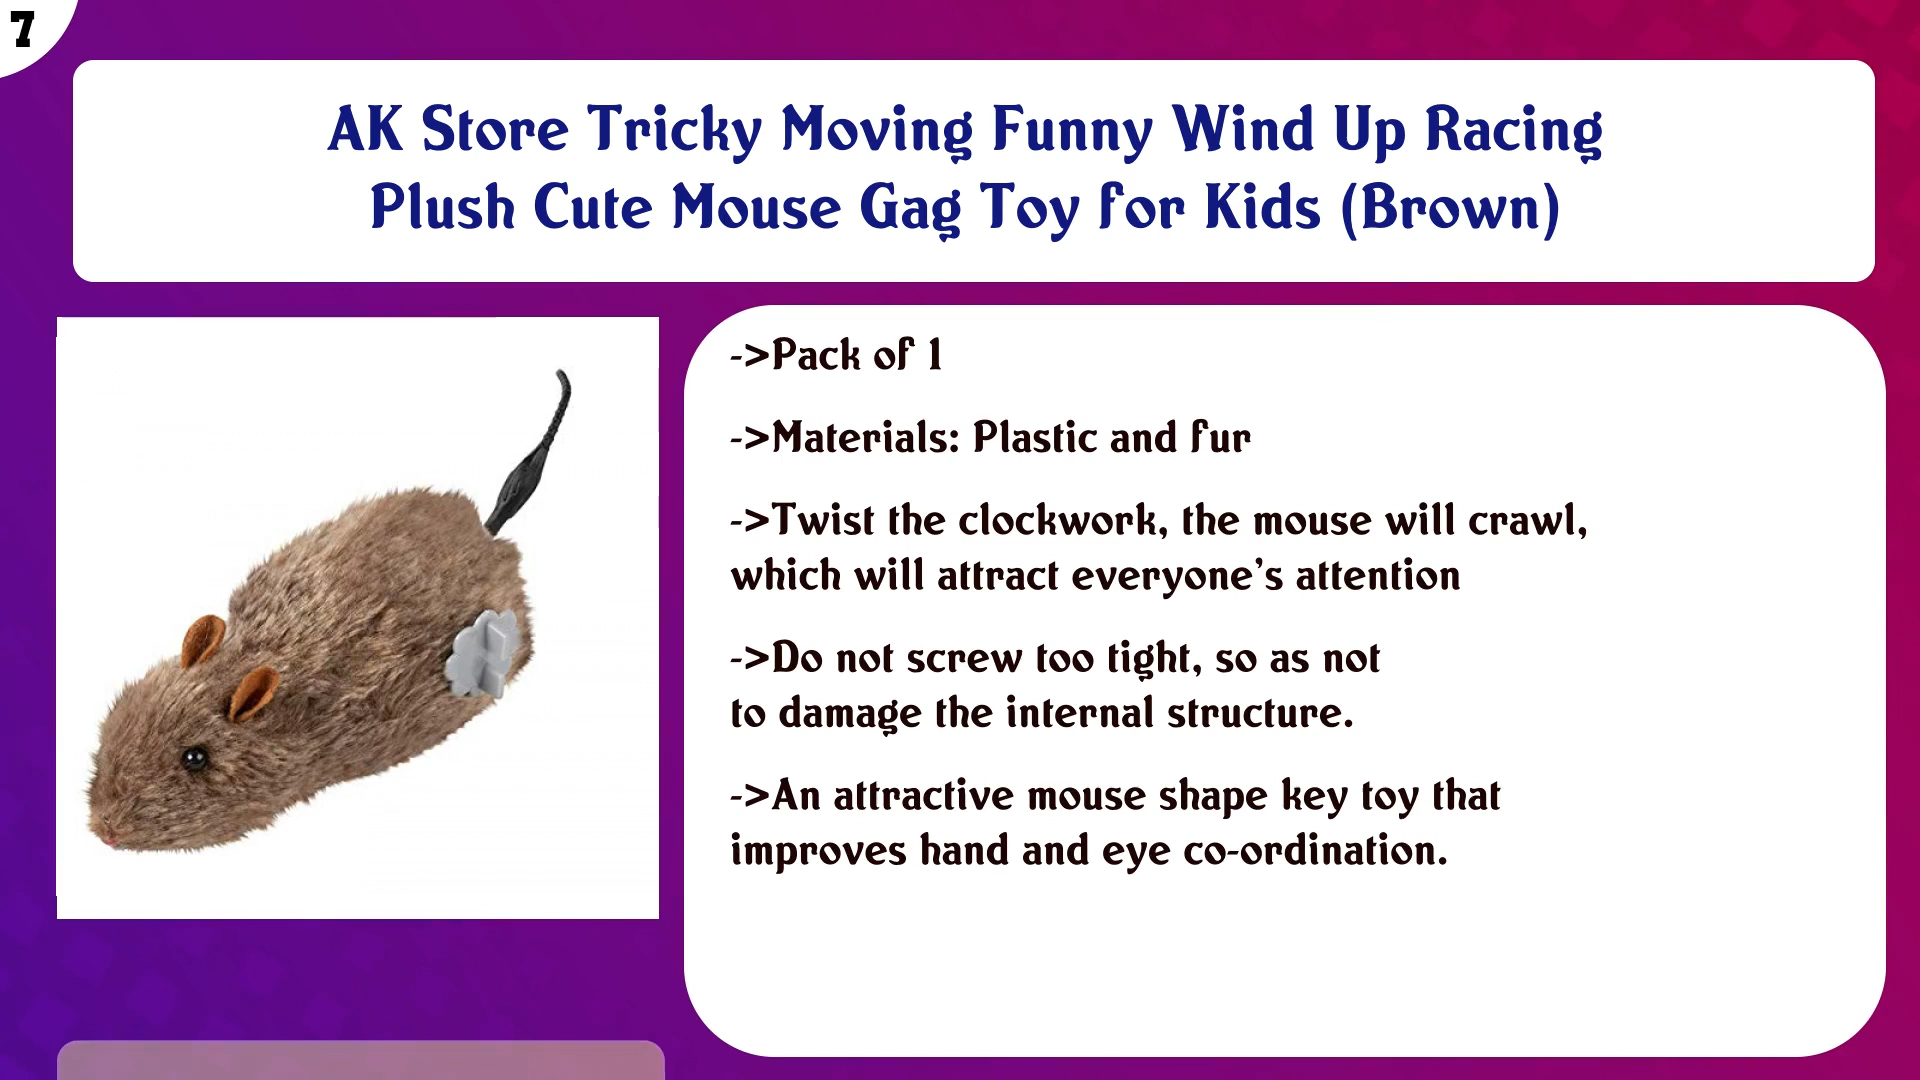 7
AK Store Tricky Moving Funny Wind Up Racing
Plush Cute Mouse Gag Toy for Kids (Brown)
->Pack of 1
->Materials: Plastic and fur
->Twist the clockwork, the mouse will crawl,
which will attract everyone's attention
->Do not screw too tight, so as not
to damage the internal structure.
->An attractive mouse shape key toy that
improves hand and eye co-ordination.